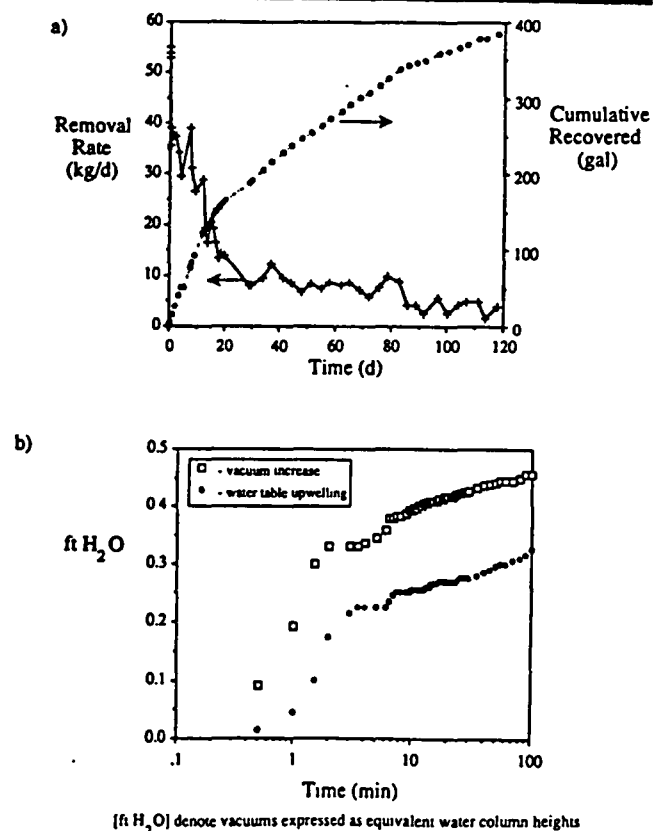 a)
60
50
40
30
20
10
0
Removal
Rate
(kg/d)
400
300
200
100
0
Cumulative
Recovered
(gal)
0 20 40 60 80 100 120
Time (d)
b)
0.5
0.4
0.3
0.2
0.1
0.0
ft H2O
- vacuum increase
- water table upwelling
.1 1 10 100
Time (min)
[ft H2O] denote vacuums expressed as equivalent water column heights